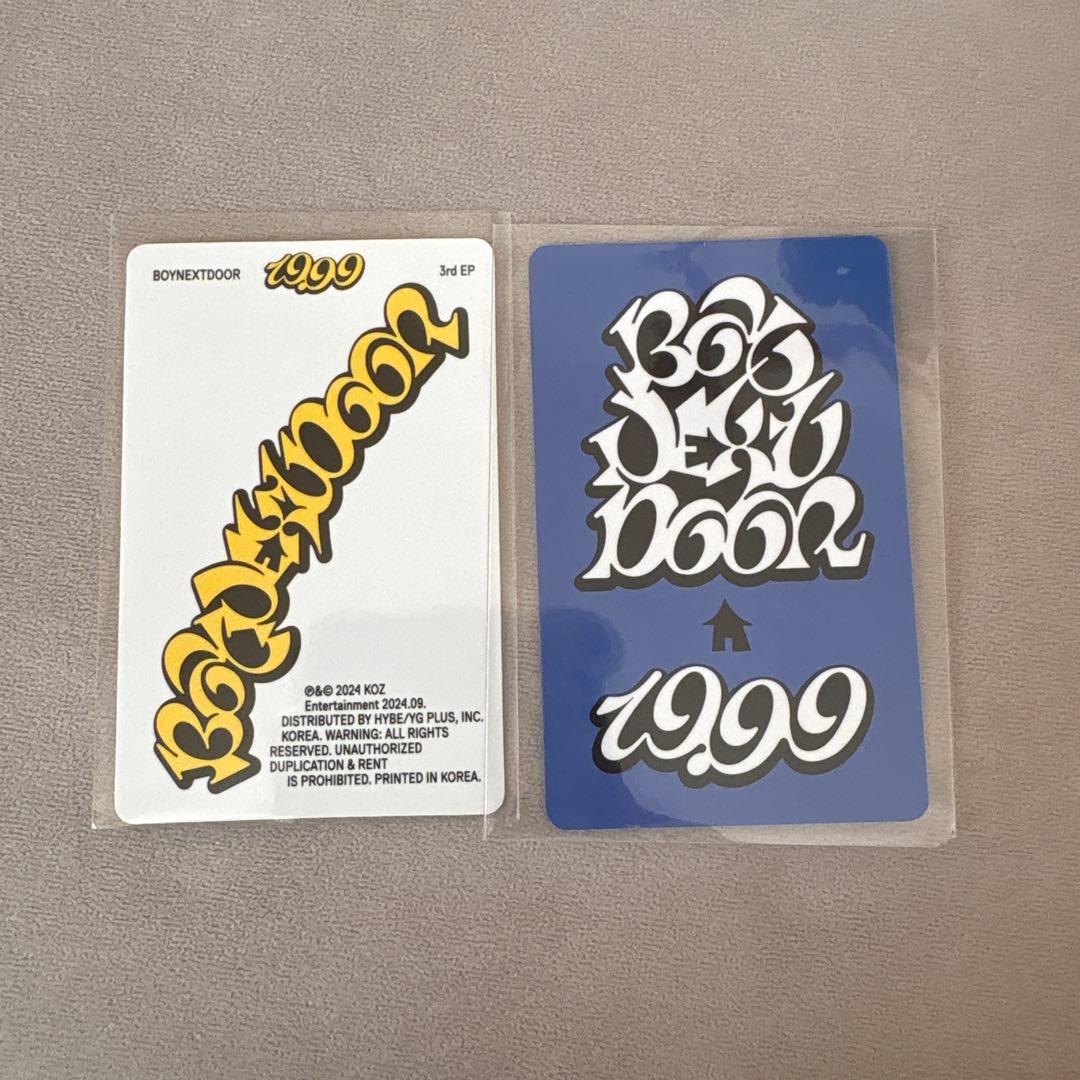 BOYNEXTDOOR 19.99 3rd EP
BOYNEXTDOOR
℗&© 2024 KOZ
Entertainment 2024.09.
DISTRIBUTED BY HYBE/YG PLUS, INC.
KOREA. WARNING: ALL RIGHTS
RESERVED. UNAUTHORIZED
DUPLICATION & RENT
IS PROHIBITED. PRINTED IN KOREA.
BOY
NEXT
DOOR
19.99